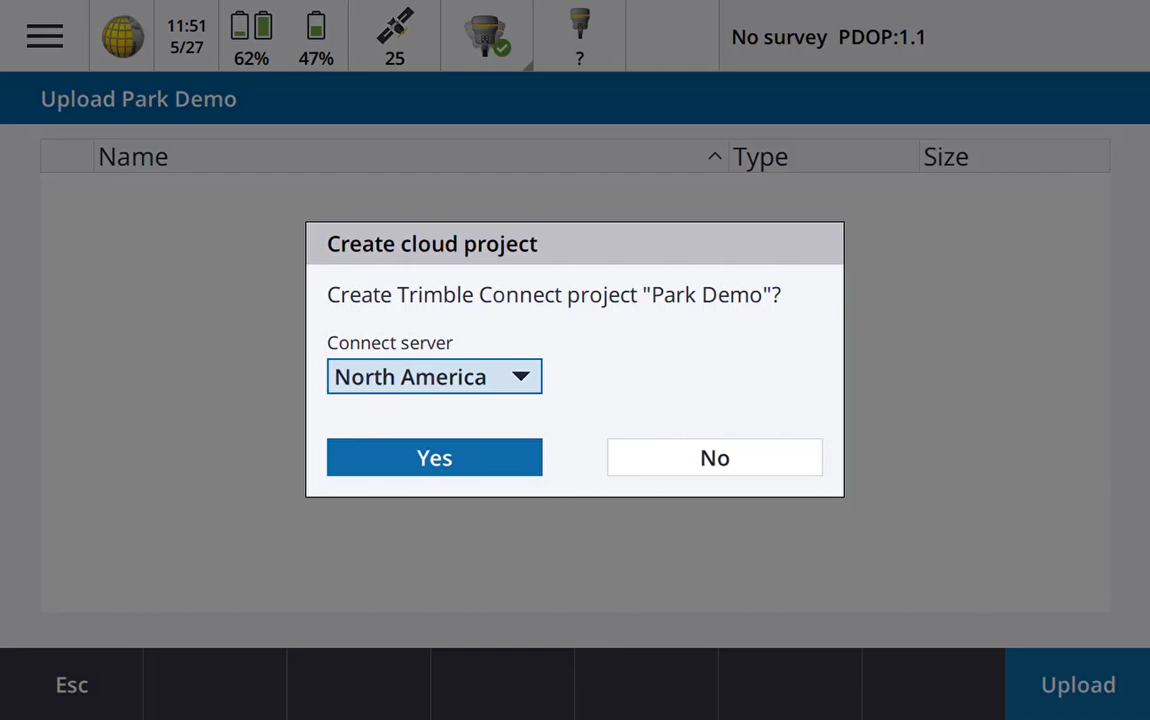 11:51
5/27
62%
47%
25
?
No survey PDOP:1.1
Upload Park Demo
Name
Type
Size
Create cloud project
Create Trimble Connect project "Park Demo"?
Connect server
North America
Yes
No
Esc
Upload